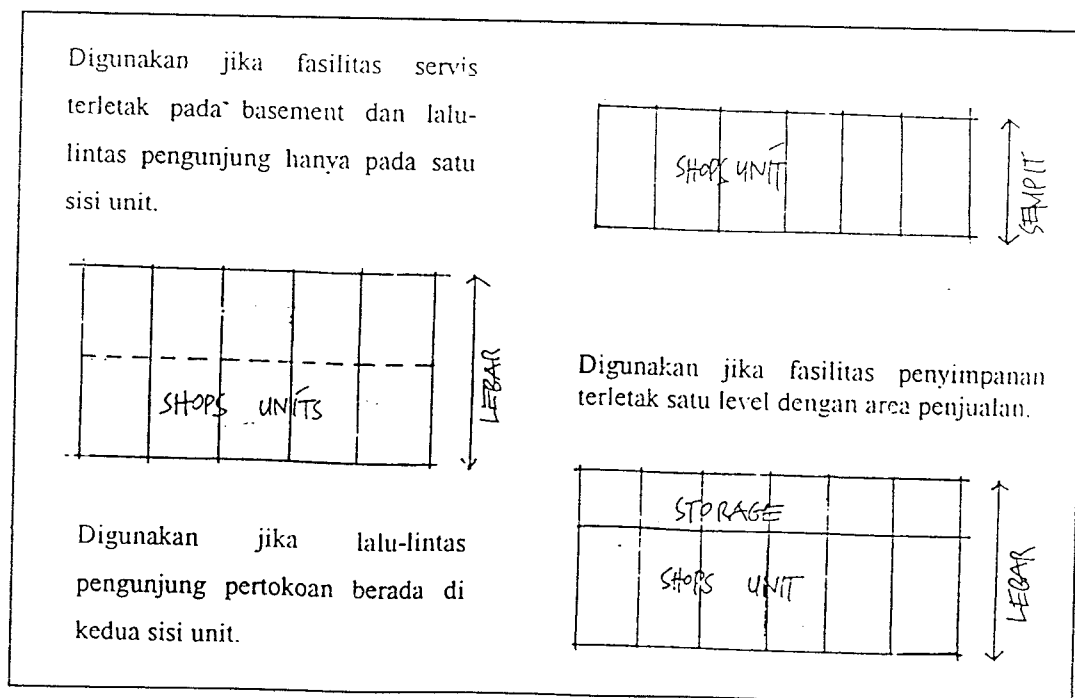 Digunakan jika fasilitas servis
terletak pada basement dan lalu-
lintas pengunjung hanya pada satu
sisi unit.
SHOPS UNIT
SEMPIT
SHOPS UNITS
LEBAR
Digunakan jika fasilitas penyimpanan
terletak satu level dengan area penjualan.
Digunakan jika lalu-lintas
pengunjung pertokoan berada di
kedua sisi unit.
STORAGE
SHOPS UNIT
LEBAR